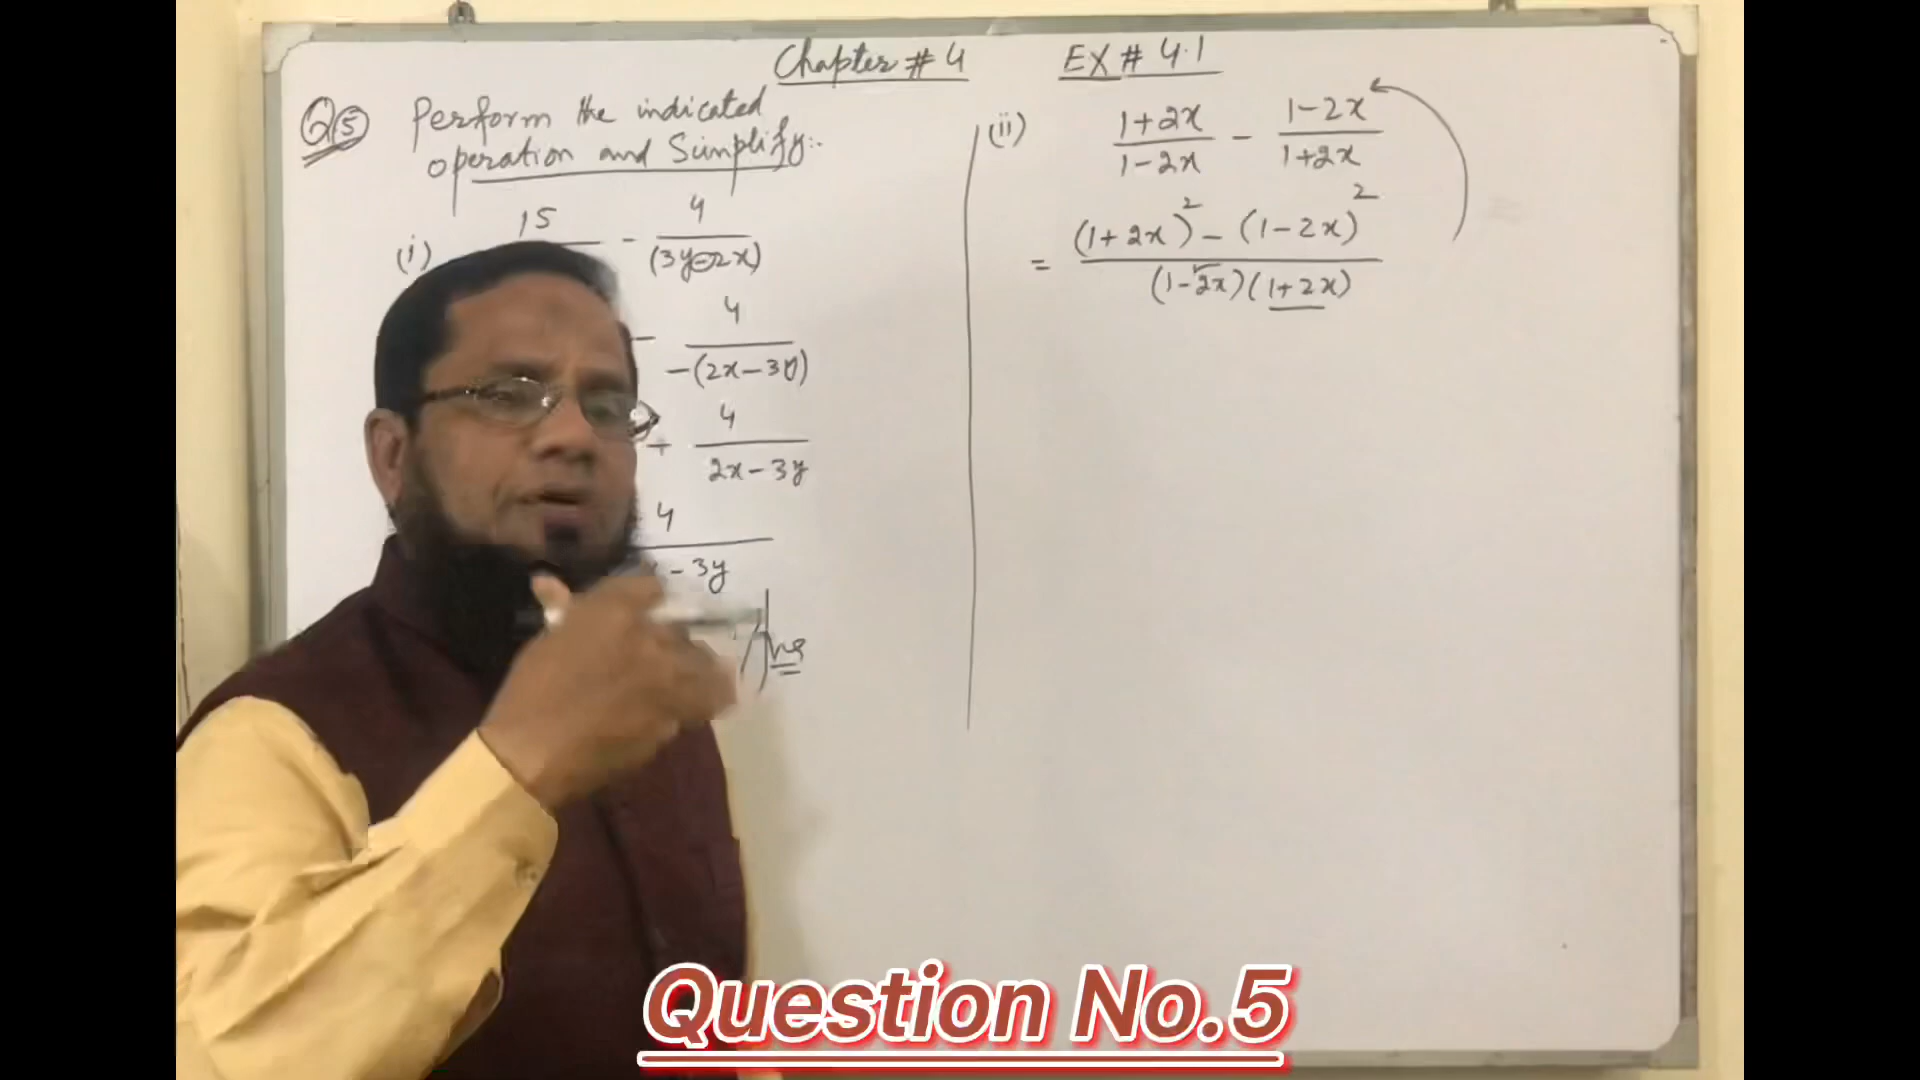 Chapter # 4 EX # 4.1
Q5 Perform the indicated
operation and Simplify:-
(i) 15 - 4/(3y-2x)
- 4/-(2x-3y)
+ 4/2x-3y
4
- 3y
Ans
(ii) 1+2x/1-2x - 1-2x/1+2x
= (1+2x)² - (1-2x)²/(1-2x)(1+2x)
Question No.5